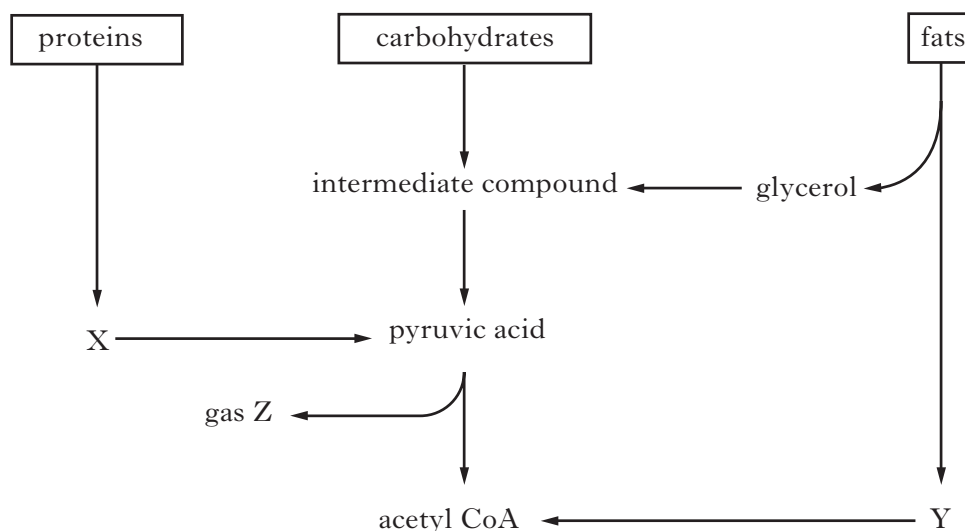 proteins
carbohydrates
fats
intermediate compound
glycerol
X
pyruvic acid
gas Z
acetyl CoA
Y